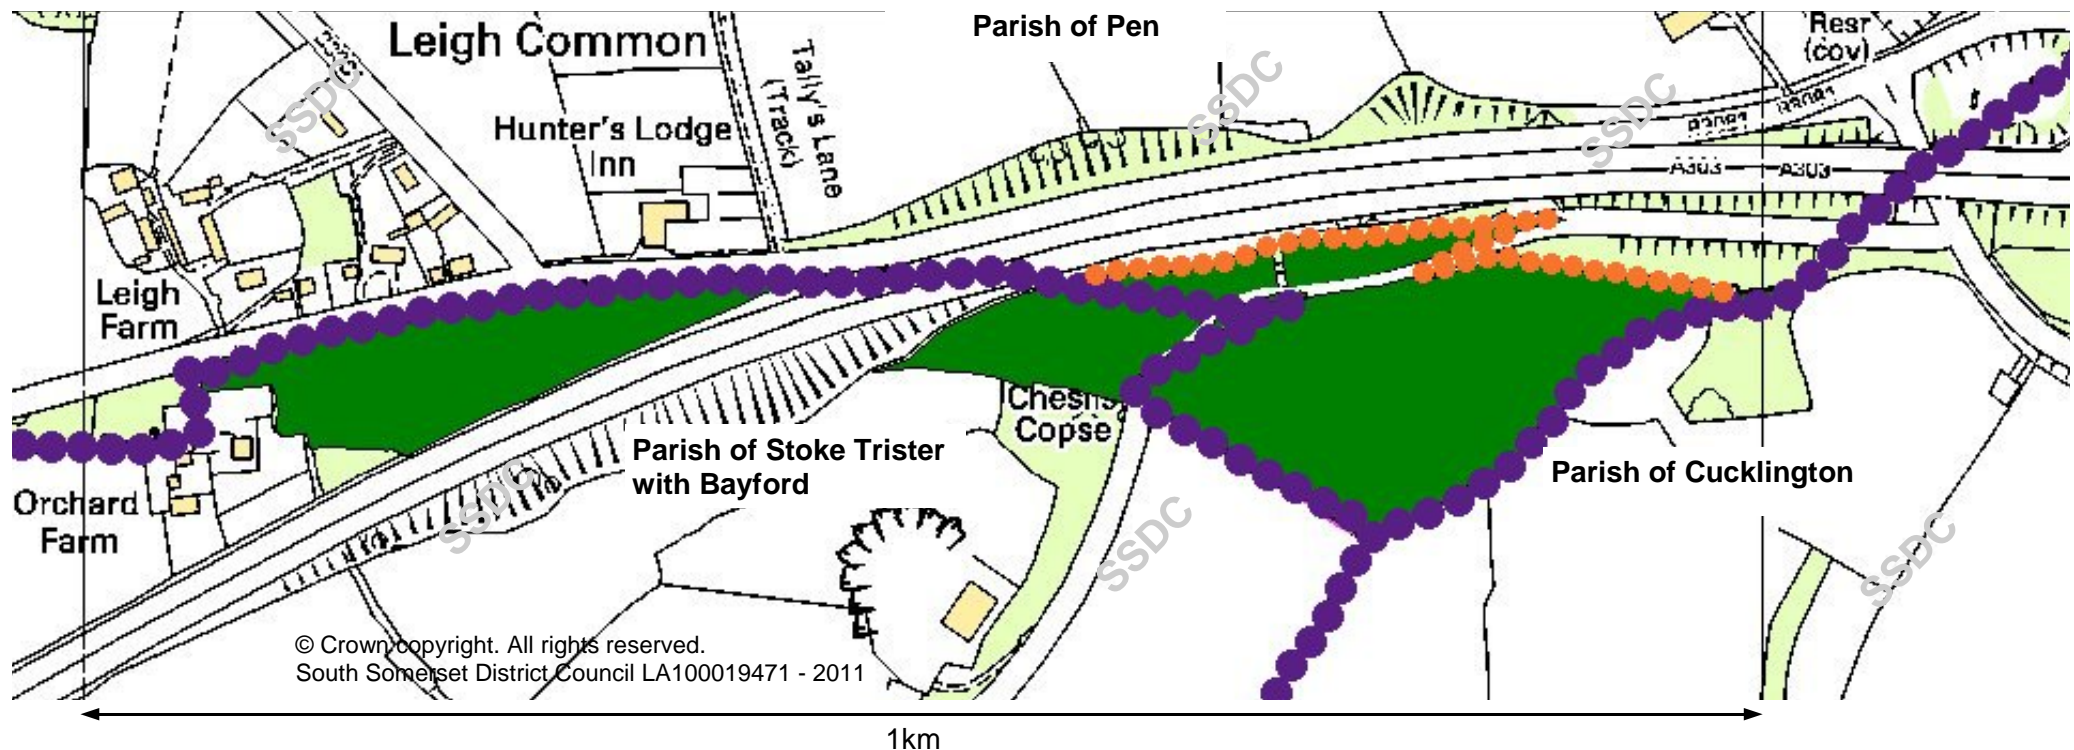 Parish of Pen
Leigh Common
Resr
(cov)
Tally's Lane
(Track)
Hunter's Lodge
Inn
SSDC
SSDC
SSDC
B3081
B3081
A303
A303
Leigh
Farm
Chesils
Copse
Parish of Stoke Trister
with Bayford
Parish of Cucklington
Orchard
Farm
SSDC
SSDC
SSDC
© Crown copyright. All rights reserved.
South Somerset District Council LA100019471 - 2011
1km